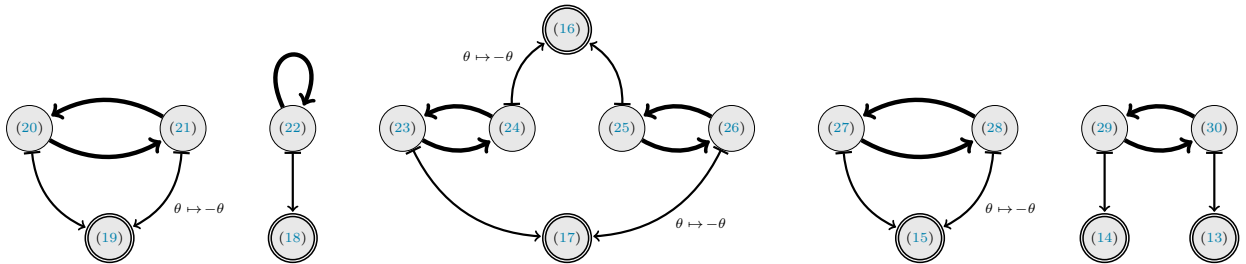 (16)
θ ↦ −θ
(20) (21) (22) (23) (24) (25) (26) (27) (28) (29) (30)
θ ↦ −θ θ ↦ −θ θ ↦ −θ
(19) (18) (17) (15) (14) (13)